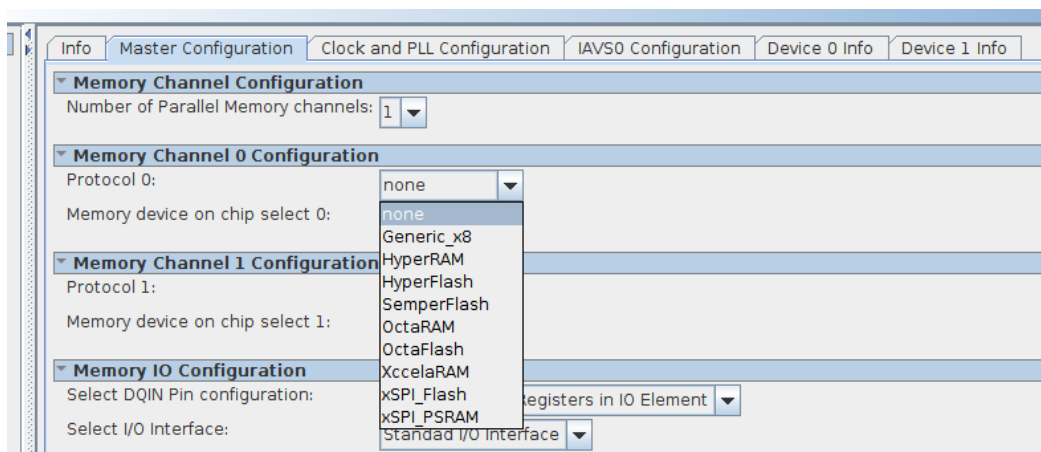 Info Master Configuration Clock and PLL Configuration IAVS0 Configuration Device 0 Info Device 1 Info
Memory Channel Configuration
Number of Parallel Memory channels: 1
Memory Channel 0 Configuration
Protocol 0: none
Memory device on chip select 0:
none
Generic_x8
HyperRAM
HyperFlash
SemperFlash
OctaRAM
OctaFlash
XccelaRAM
xSPI_Flash
xSPI_PSRAM
Memory Channel 1 Configuration
Protocol 1:
Memory device on chip select 1:
Memory IO Configuration
Select DQIN Pin configuration: Registers in IO Element
Select I/O Interface: Standad I/O Interface